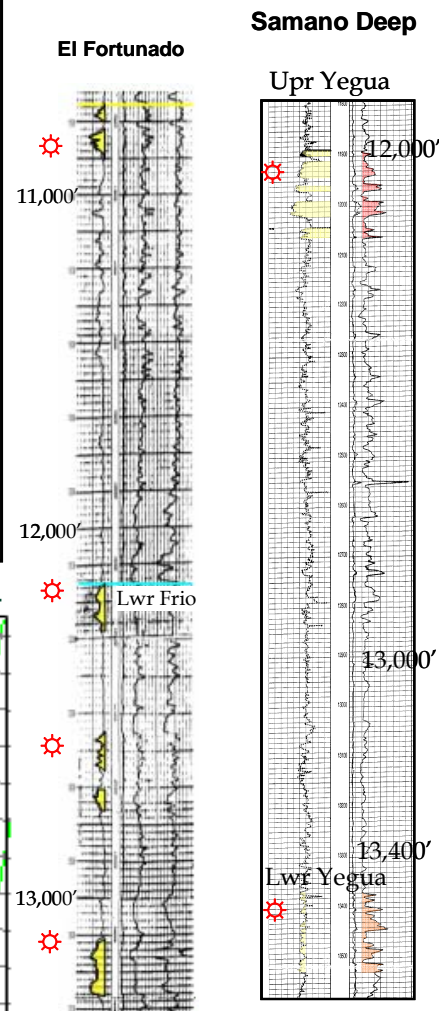 El Fortunado
11,000'
12,000'
Lwr Frio
13,000'
Samano Deep
Upr Yegua
12,000'
13,000'
13,400'
Lwr Yegua